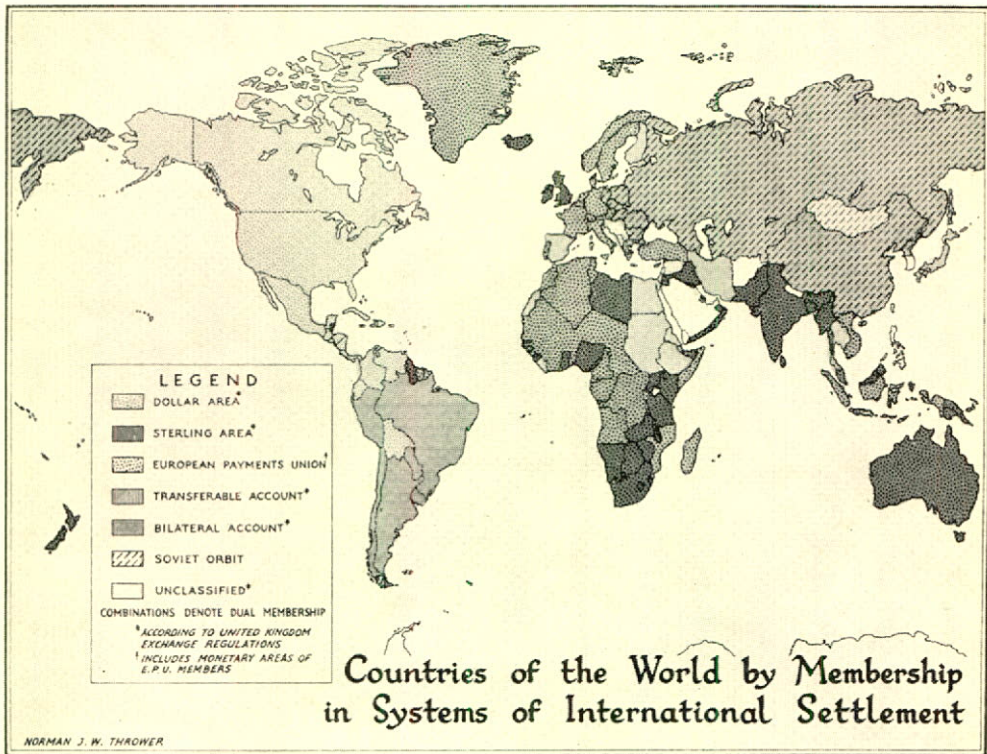 LEGEND
DOLLAR AREA*
STERLING AREA*
EUROPEAN PAYMENTS UNION†
TRANSFERABLE ACCOUNT*
BILATERAL ACCOUNT*
SOVIET ORBIT
UNCLASSIFIED*
COMBINATIONS DENOTE DUAL MEMBERSHIP
*ACCORDING TO UNITED KINGDOM
EXCHANGE REGULATIONS
†INCLUDES MONETARY AREAS OF
E.P.U. MEMBERS
Countries of the World by Membership
in Systems of International Settlement
NORMAN J. W. THROWER